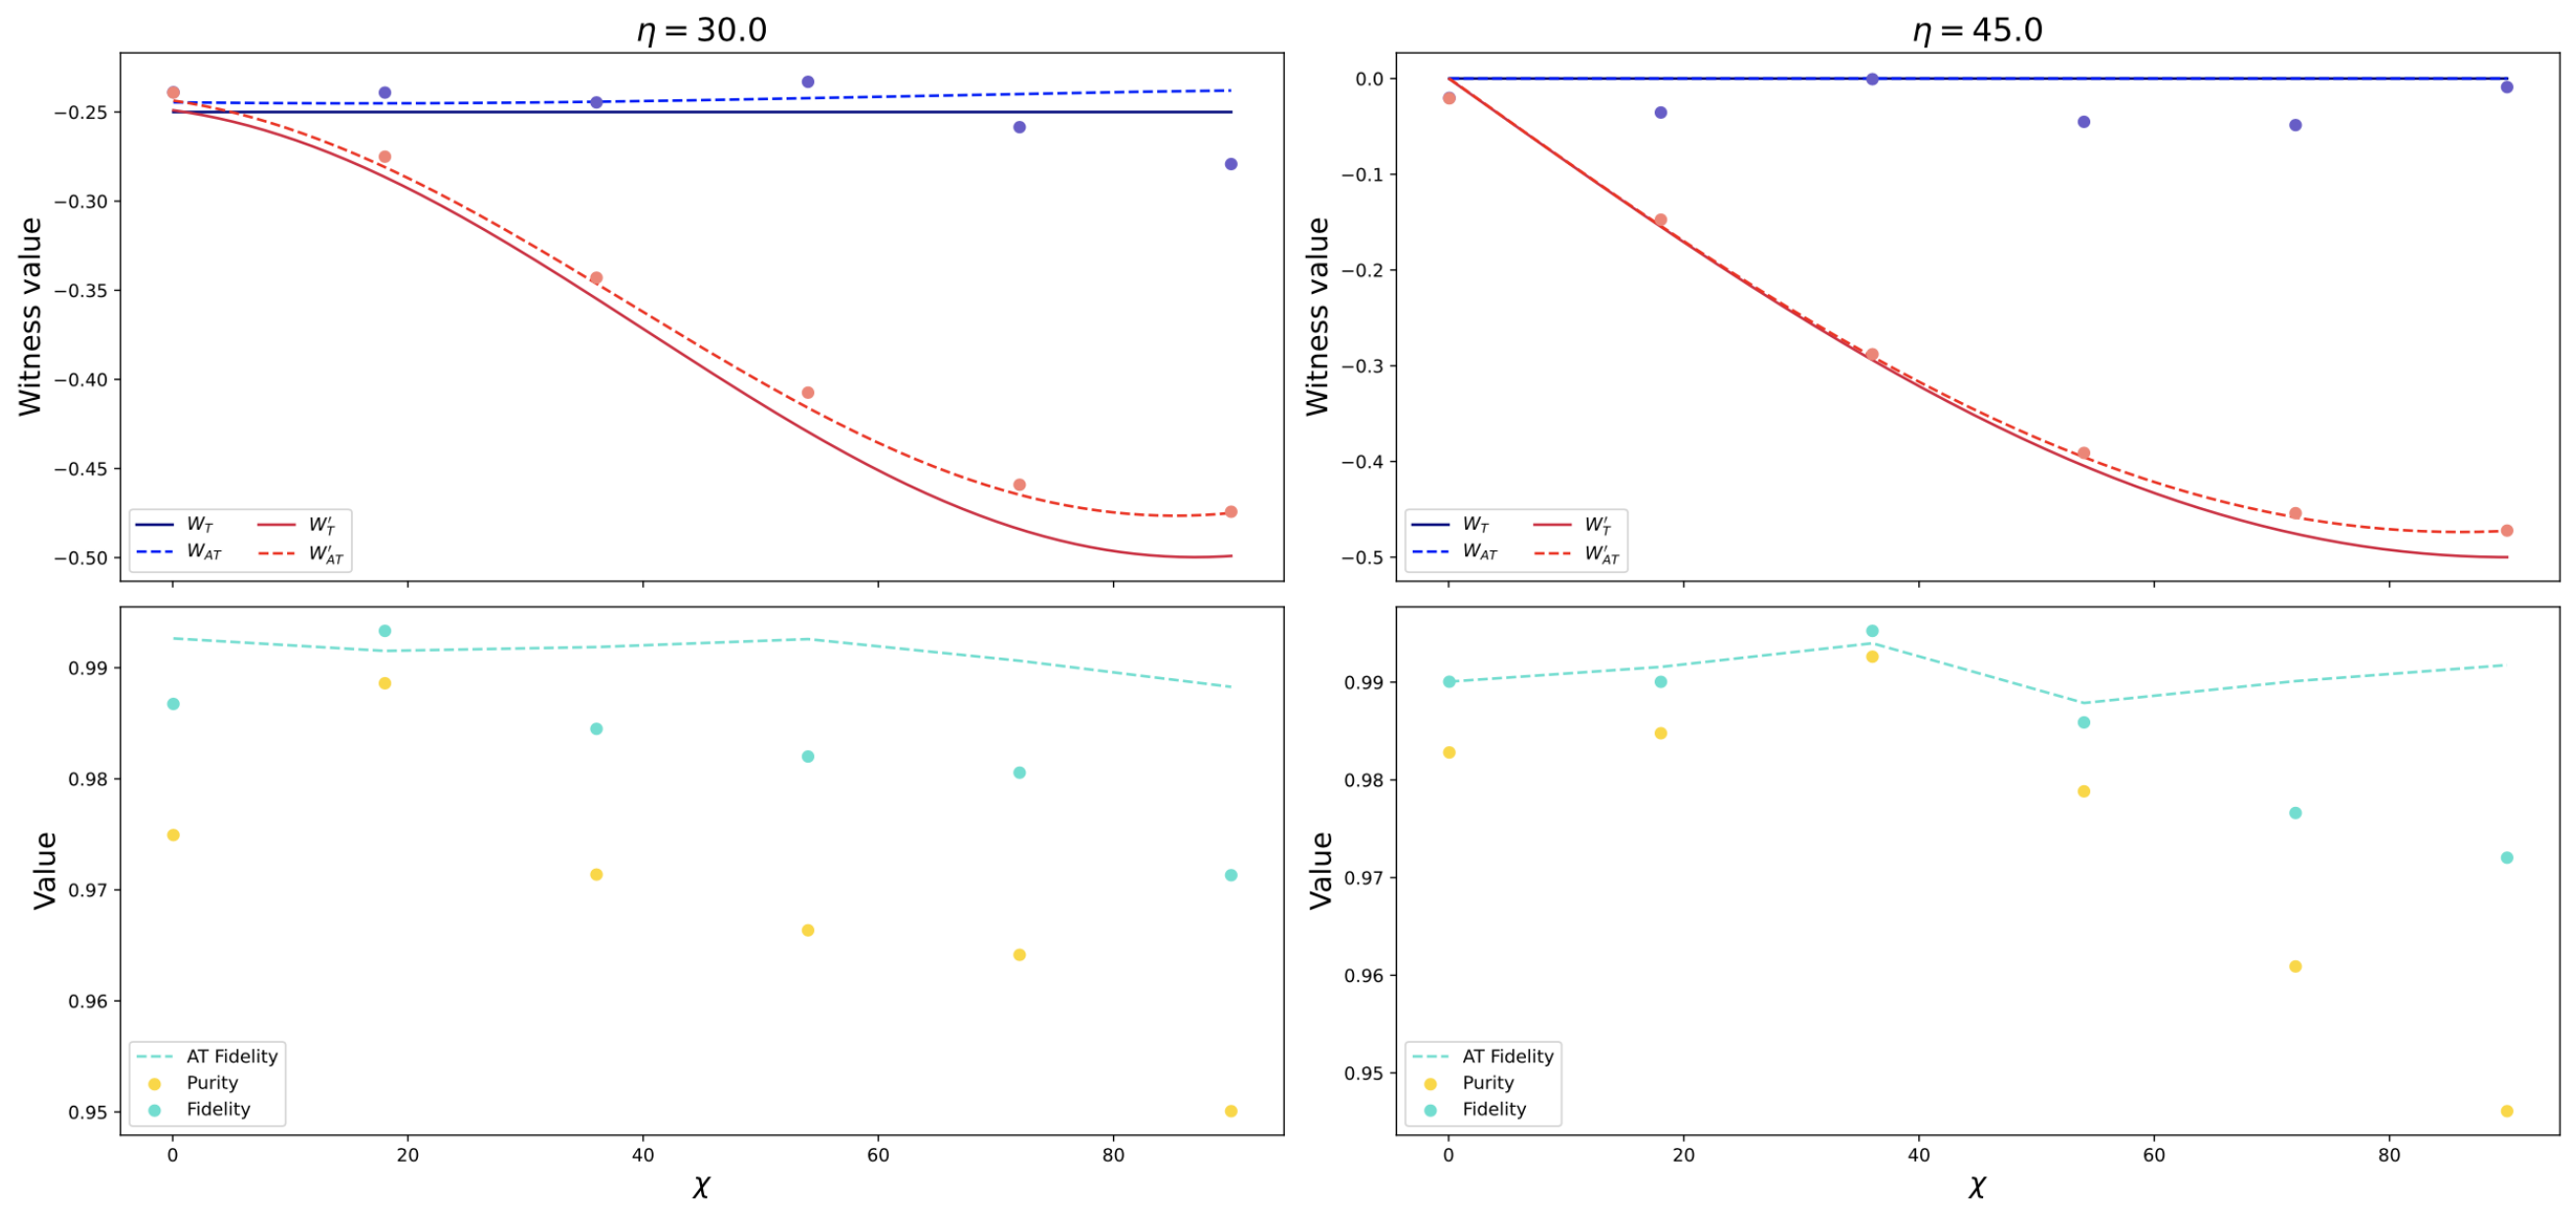 η = 30.0
Witness value
−0.25
−0.30
−0.35
−0.40
−0.45
−0.50
W_T
W_AT
W′_T
W′_AT
η = 45.0
Witness value
0.0
−0.1
−0.2
−0.3
−0.4
−0.5
W_T
W_AT
W′_T
W′_AT
Value
0.99
0.98
0.97
0.96
0.95
AT Fidelity
Purity
Fidelity
0 20 40 60 80
χ
Value
0.99
0.98
0.97
0.96
0.95
AT Fidelity
Purity
Fidelity
0 20 40 60 80
χ